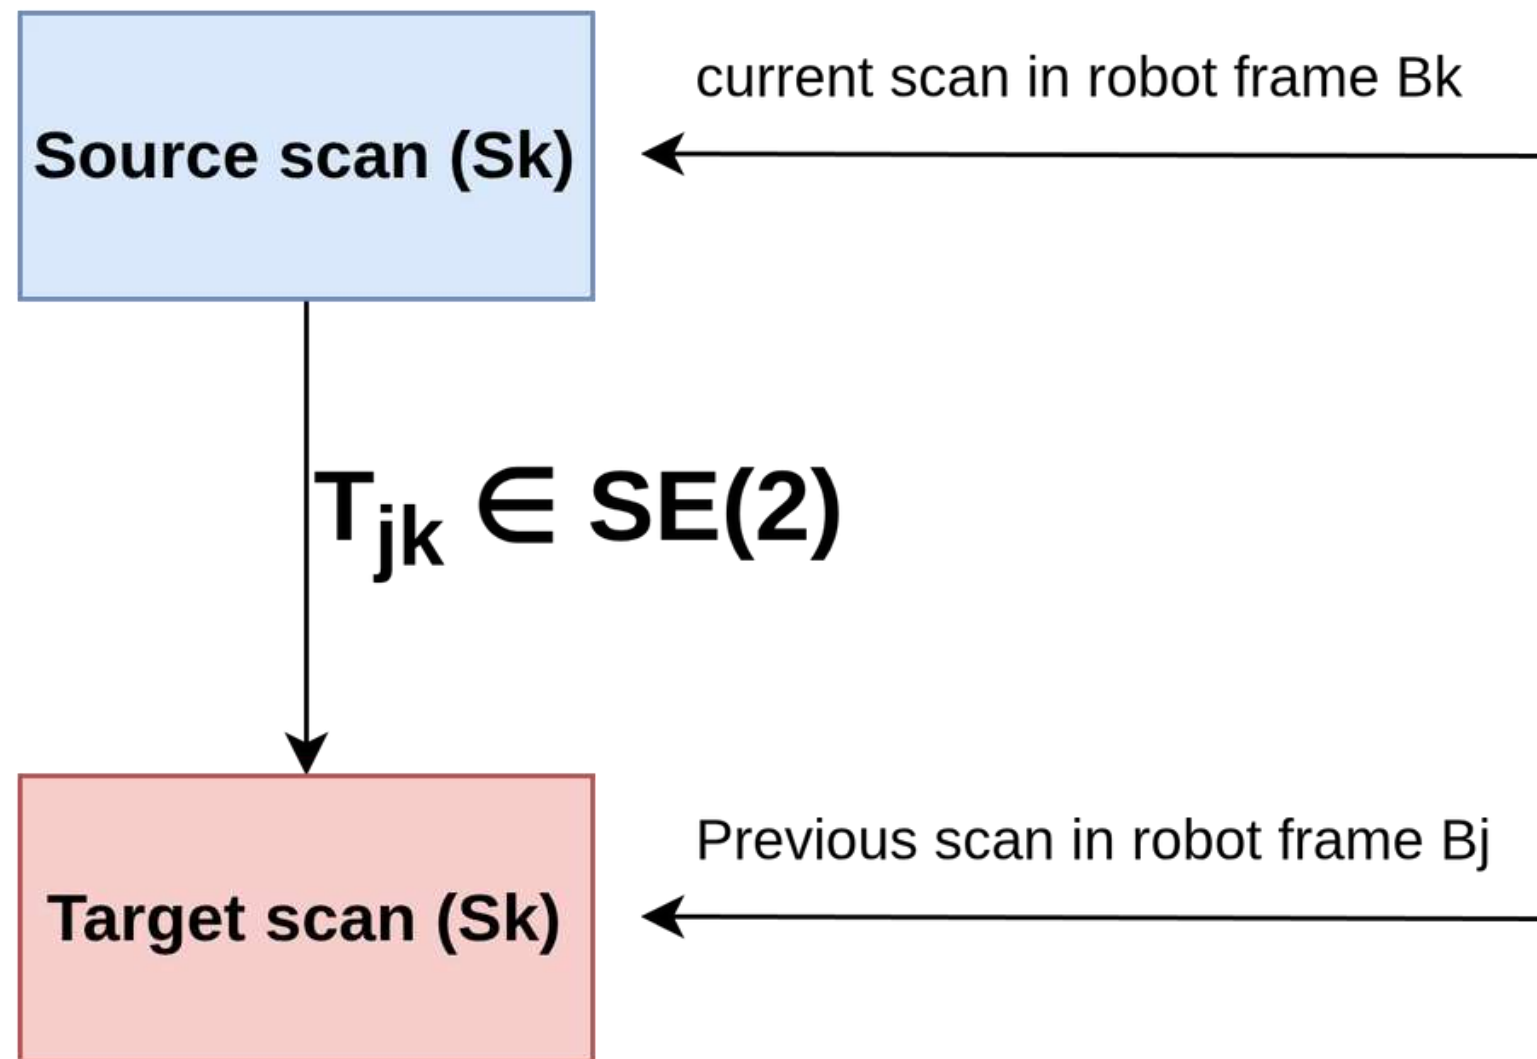 current scan in robot frame Bk
Source scan (Sk)
T_jk ∈ SE(2)
Previous scan in robot frame Bj
Target scan (Sk)